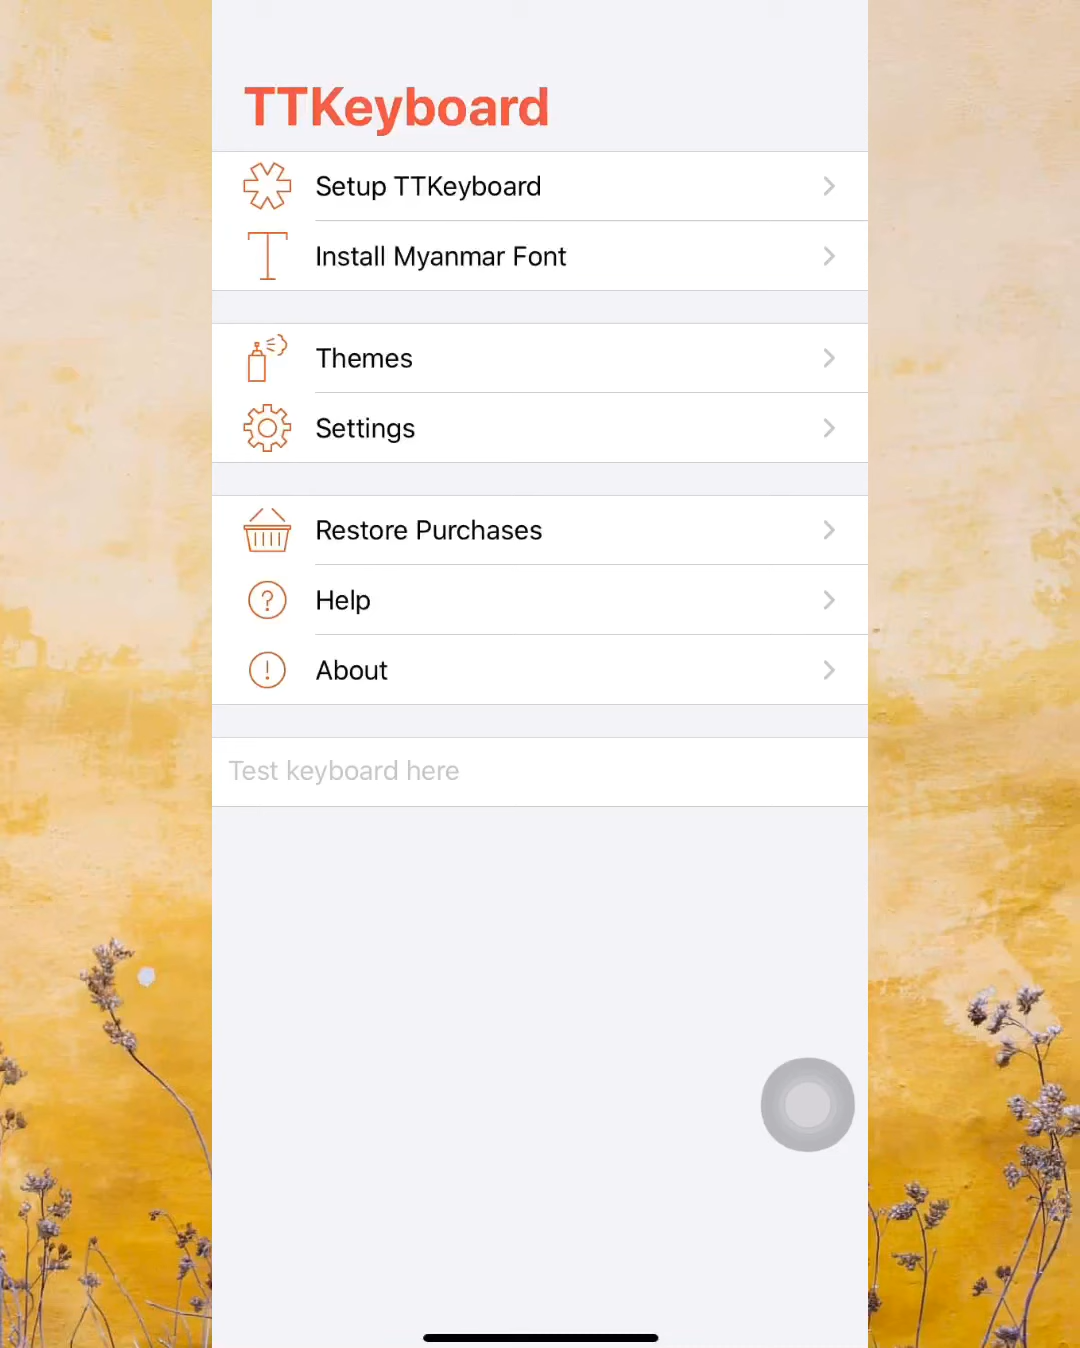 TTKeyboard
Setup TTKeyboard
Install Myanmar Font
Themes
Settings
Restore Purchases
Help
About
Test keyboard here